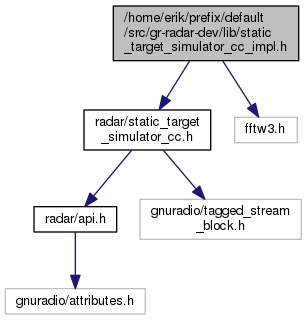 /home/erik/prefix/default
/src/gr-radar-dev/lib/static
_target_simulator_cc_impl.h
radar/static_target
_simulator_cc.h
fftw3.h
radar/api.h
gnuradio/tagged_stream
_block.h
gnuradio/attributes.h